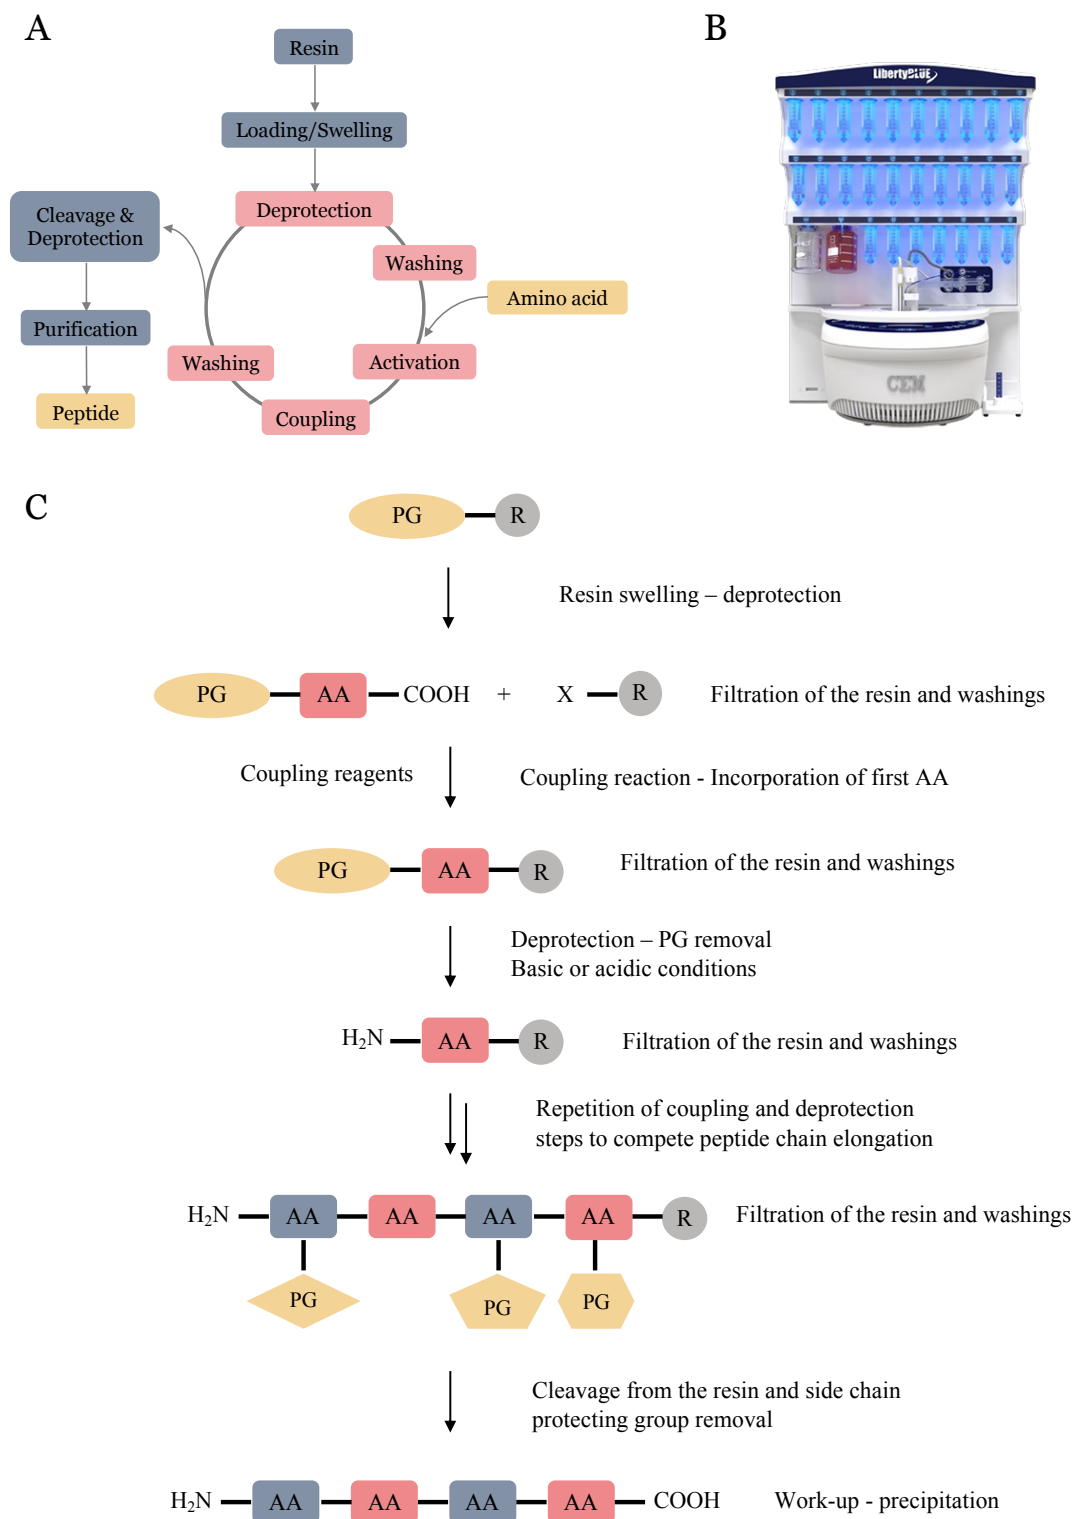 A
Resin
Loading/Swelling
Deprotection
Cleavage &
Deprotection
Washing
Amino acid
Purification
Washing
Activation
Peptide
Coupling
B
LibertyBLUE
CEM
C
PG
R
Resin swelling – deprotection
PG AA COOH + X R Filtration of the resin and washings
Coupling reagents
Coupling reaction - Incorporation of first AA
PG AA R Filtration of the resin and washings
Deprotection – PG removal
Basic or acidic conditions
H₂N AA R Filtration of the resin and washings
Repetition of coupling and deprotection
steps to compete peptide chain elongation
H₂N AA AA AA AA R Filtration of the resin and washings
PG PG PG
Cleavage from the resin and side chain
protecting group removal
H₂N AA AA AA AA COOH Work-up - precipitation